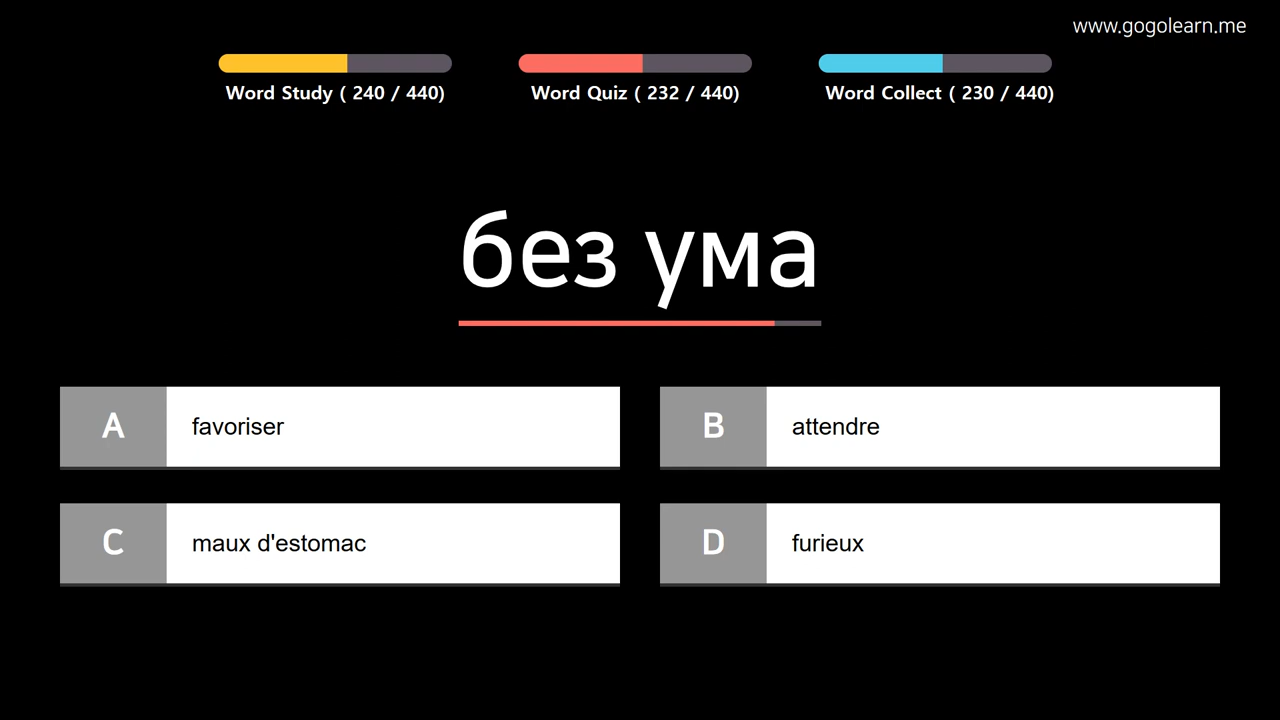 www.gogolearn.me
Word Study ( 240 / 440)
Word Quiz ( 232 / 440)
Word Collect ( 230 / 440)
без ума
A favoriser
B attendre
C maux d'estomac
D furieux